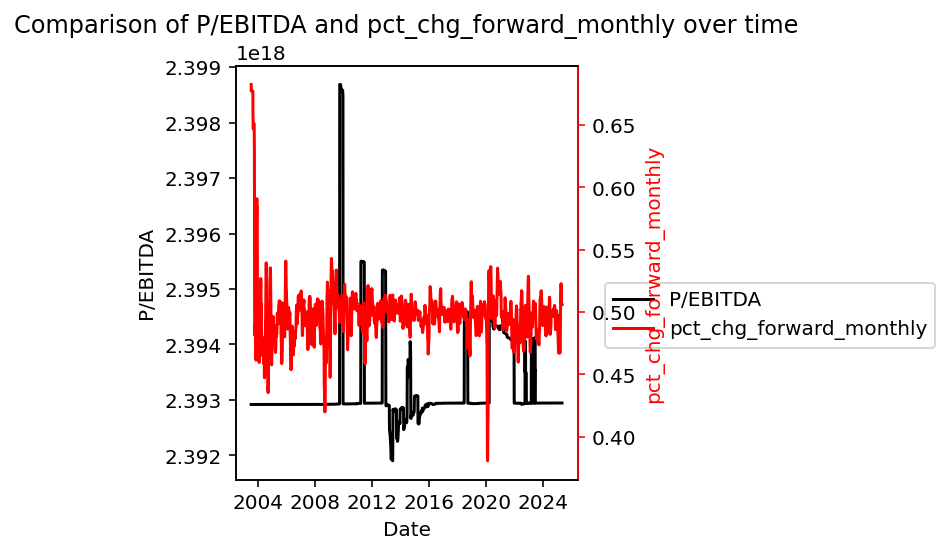 Comparison of P/EBITDA and pct_chg_forward_monthly over time
1e18
2.399
2.398
2.397
2.396
2.395
2.394
2.393
2.392
P/EBITDA
0.65
0.60
0.55
0.50
0.45
0.40
pct_chg_forward_monthly
P/EBITDA
pct_chg_forward_monthly
2004 2008 2012 2016 2020 2024
Date